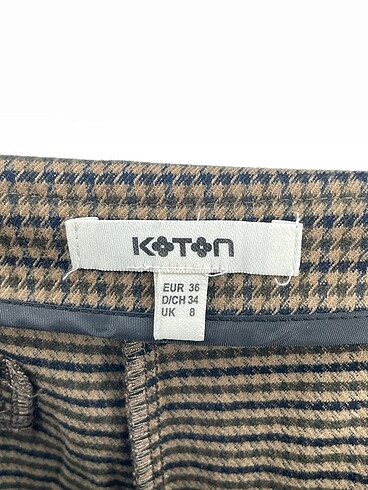 KOTON
EUR 36
D/CH 34
UK 8